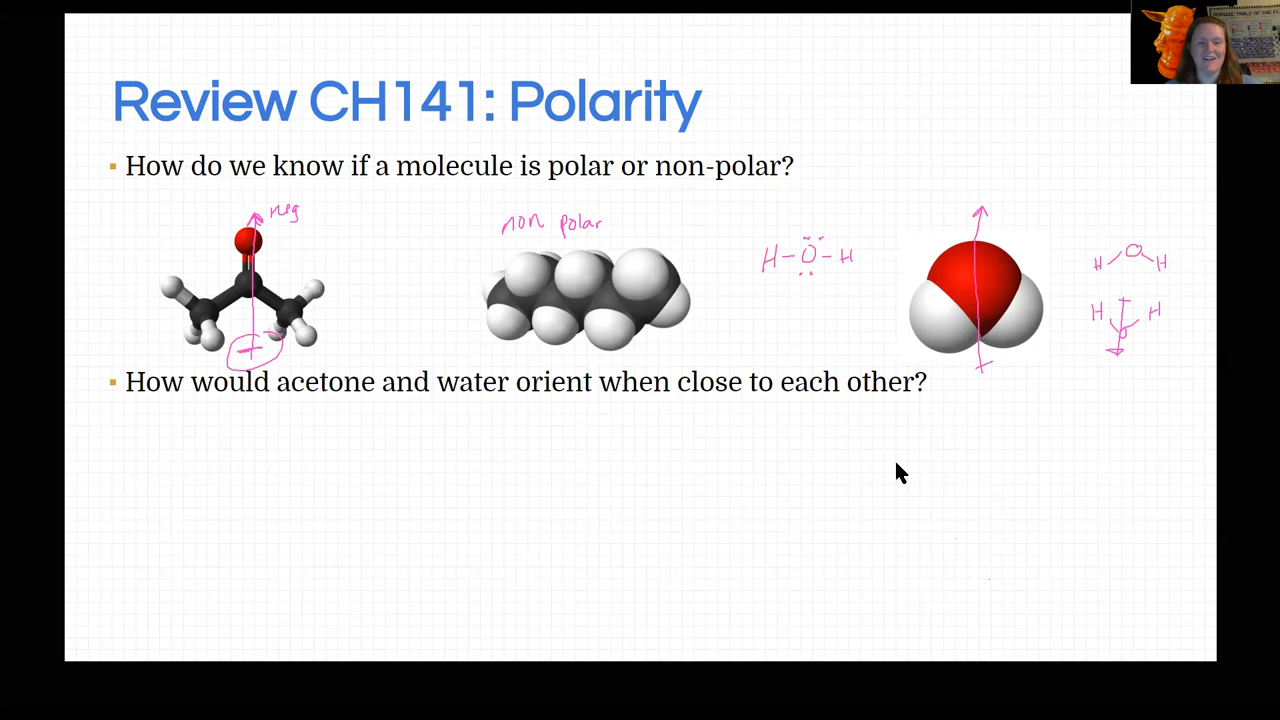 Review CH141: Polarity
▪ How do we know if a molecule is polar or non-polar?
neg
non polar
H-Ö-H
O
H H
H H
O
▪ How would acetone and water orient when close to each other?